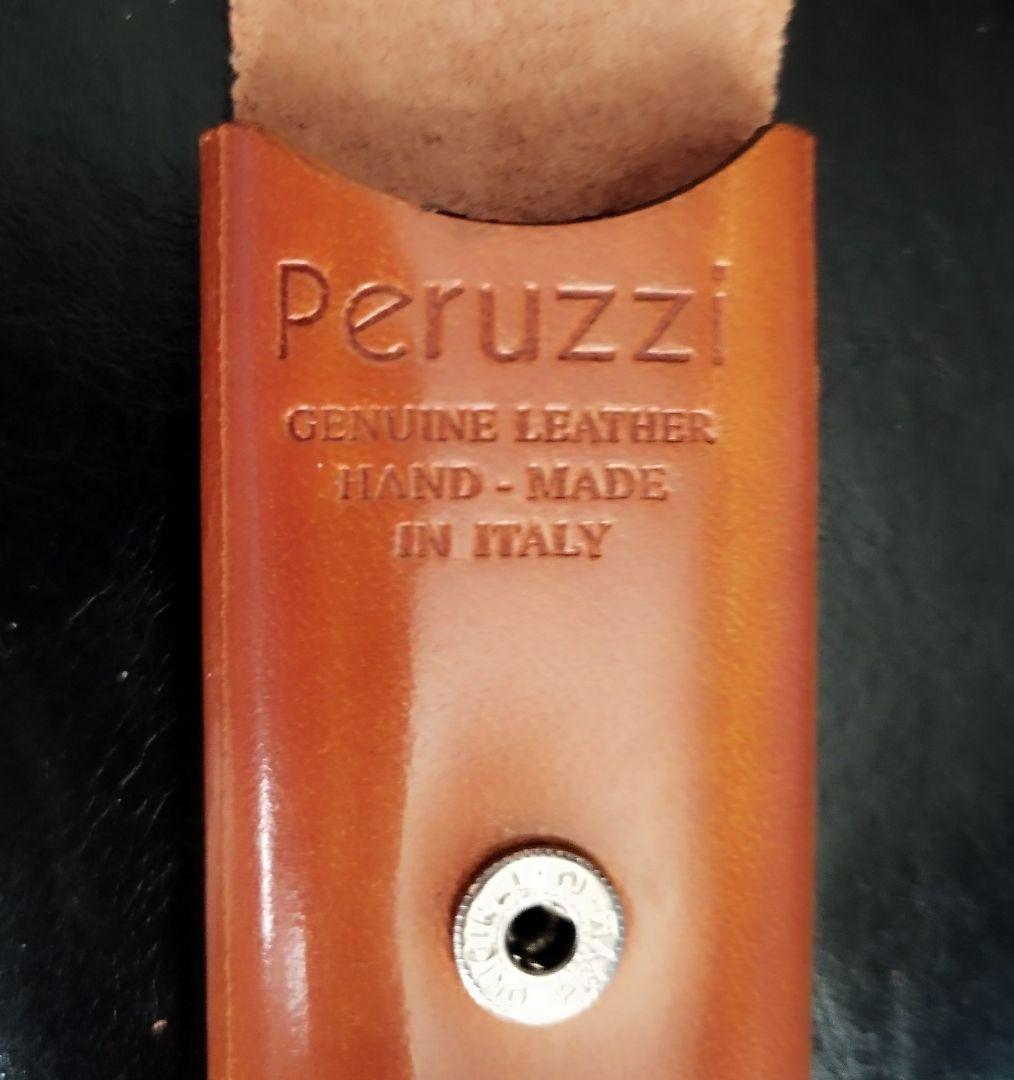 Peruzzi
GENUINE LEATHER
HAND - MADE
IN ITALY